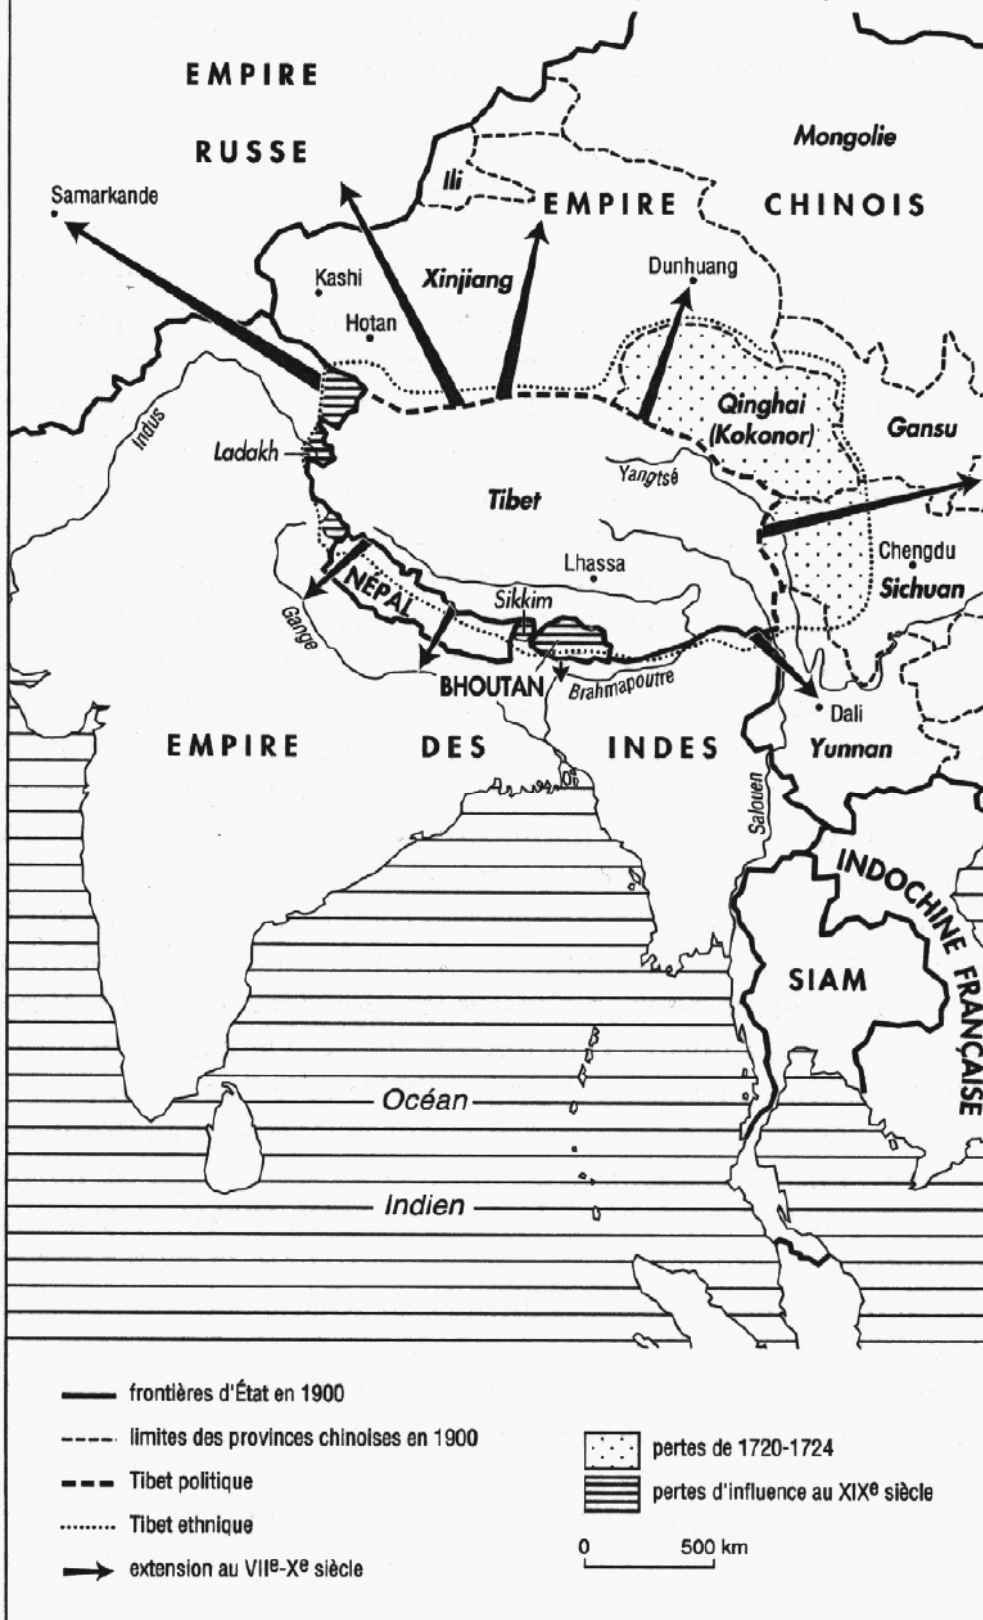 EMPIRE
RUSSE
Mongolie
Ili
Samarkande
EMPIRE
CHINOIS
Kashi
Xinjiang
Dunhuang
Hotan
Indus
Qinghai
(Kokonor)
Gansu
Ladakh
Yangtsé
Tibet
Chengdu
Lhassa
Sichuan
NÉPAL
Sikkim
Gange
BHOUTAN
Brahmapoutre
Dali
EMPIRE
DES
INDES
Yunnan
Salouen
INDOCHINE FRANÇAISE
SIAM
Océan
Indien
frontières d'État en 1900
limites des provinces chinoises en 1900
Tibet politique
Tibet ethnique
extension au VIIe-Xe siècle
pertes de 1720-1724
pertes d'influence au XIXe siècle
0 500 km